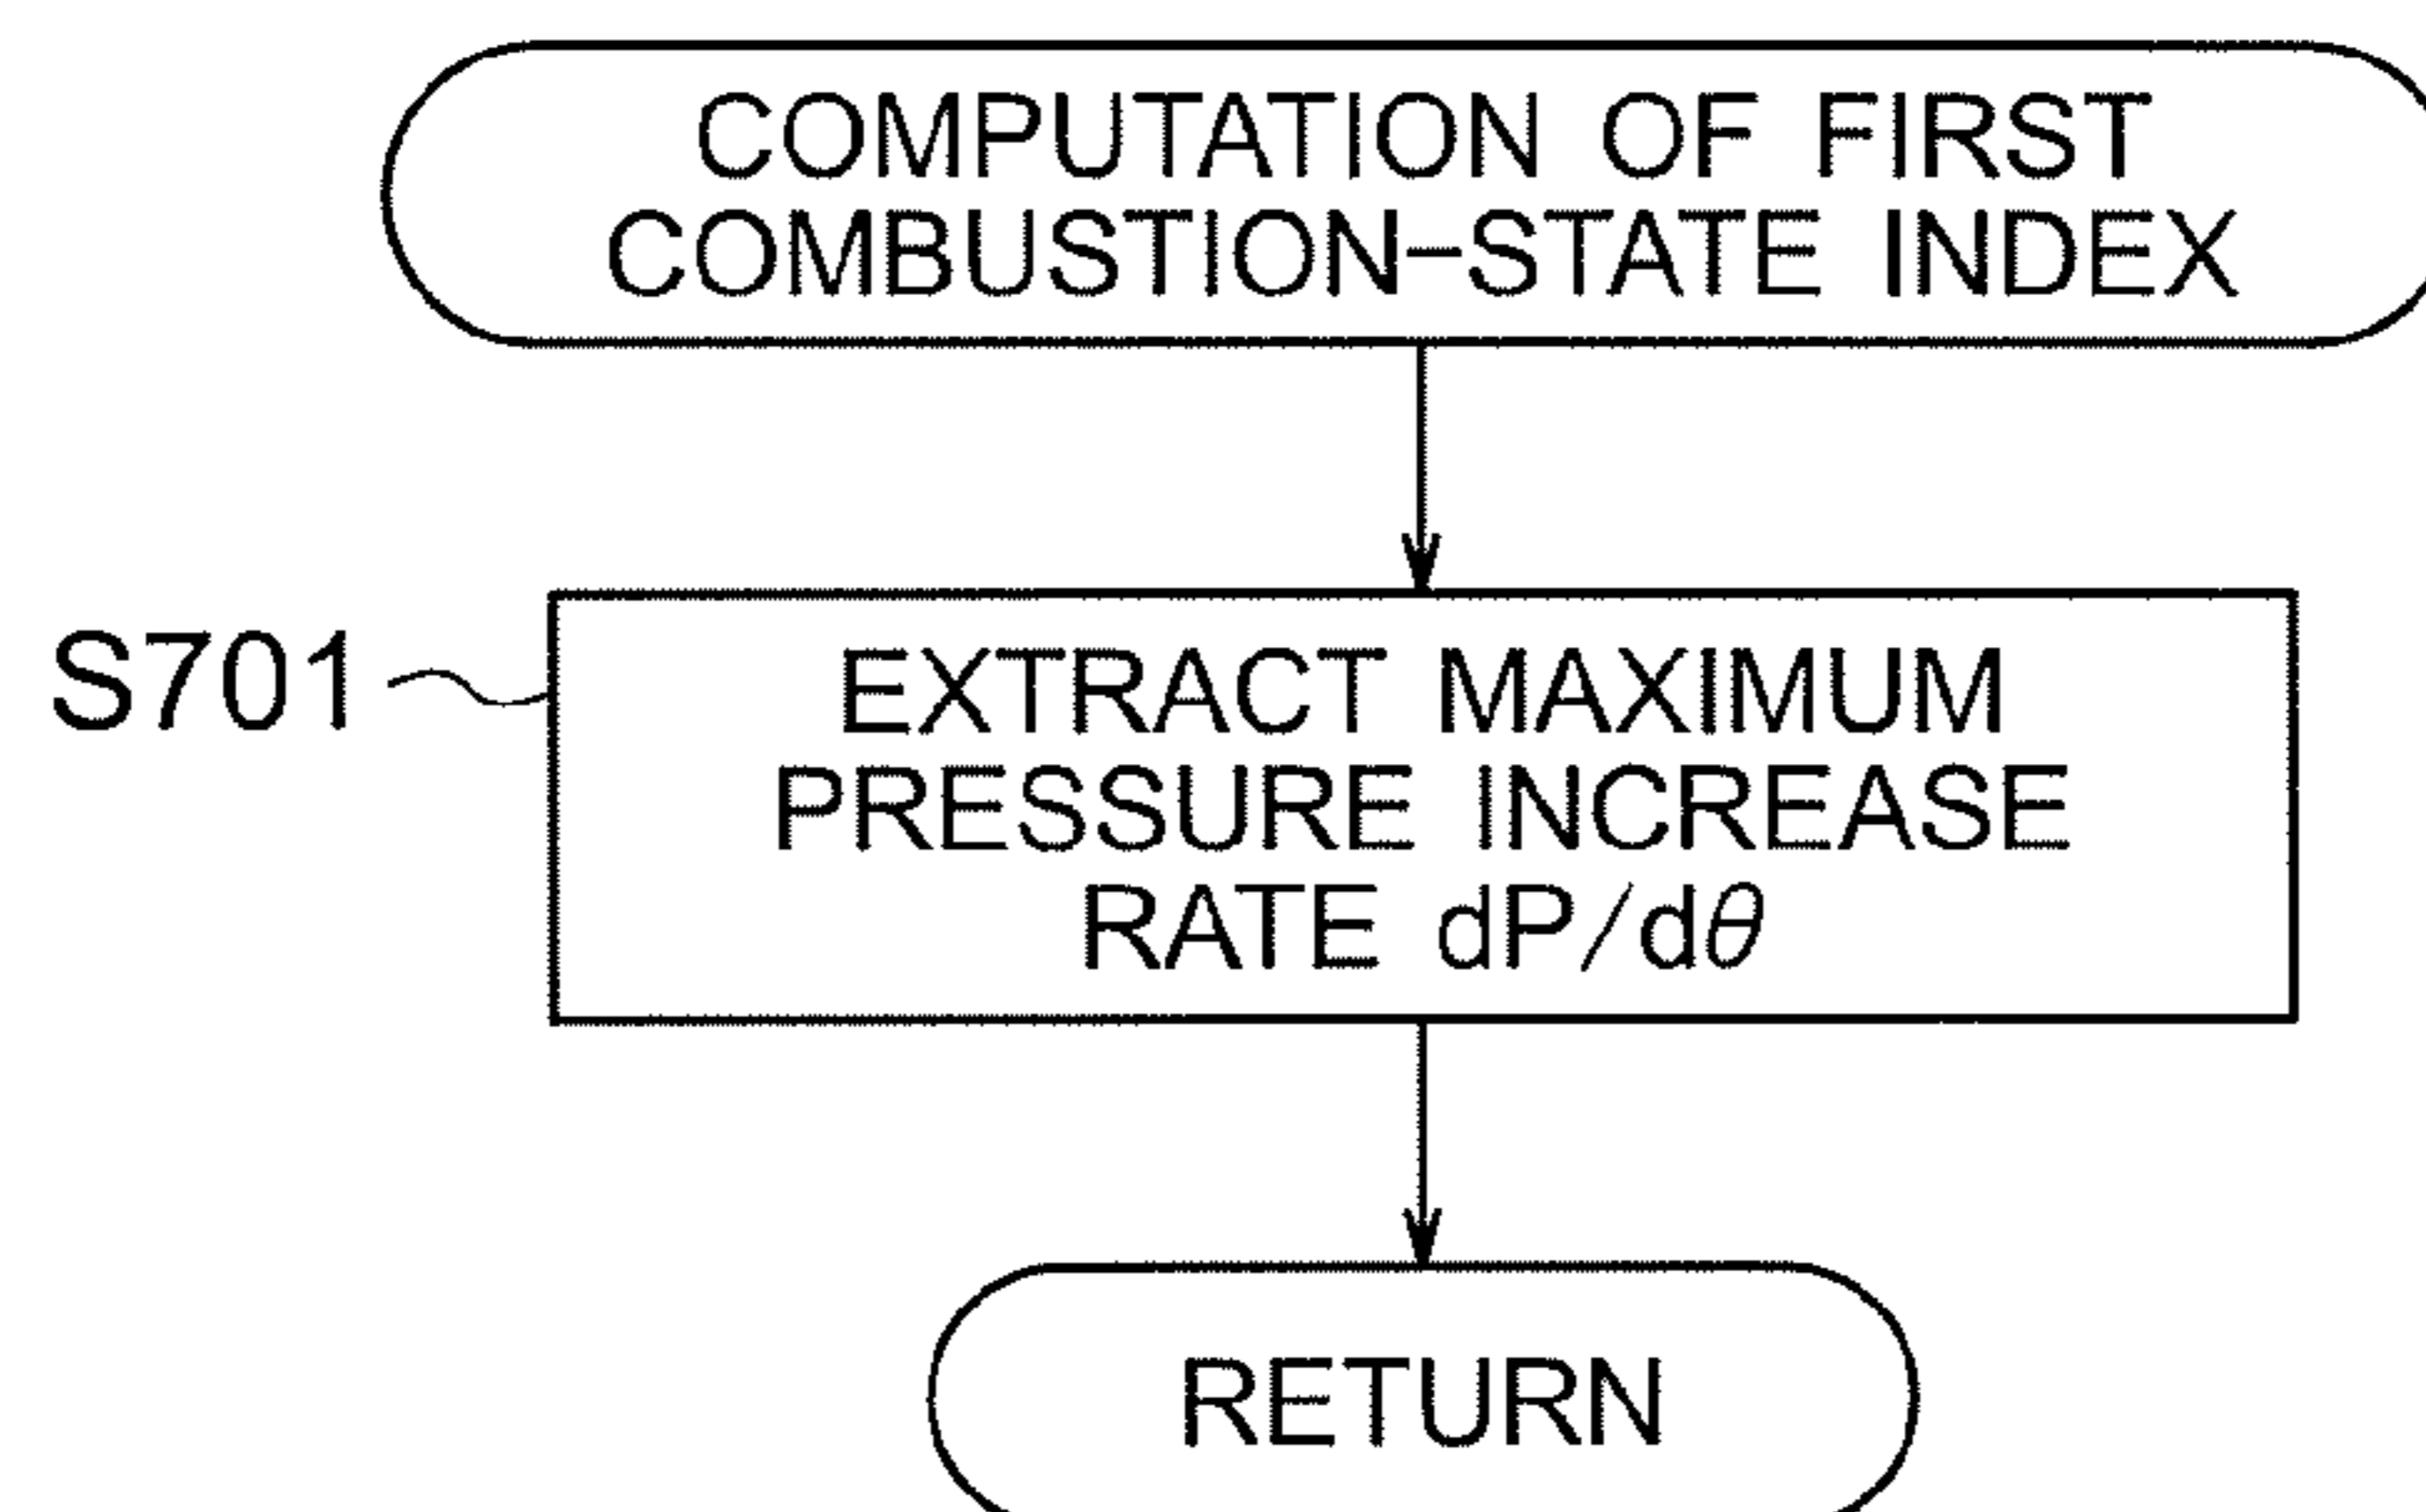 COMPUTATION OF FIRST
COMBUSTION-STATE INDEX
S701
EXTRACT MAXIMUM
PRESSURE INCREASE
RATE dP/dθ
RETURN